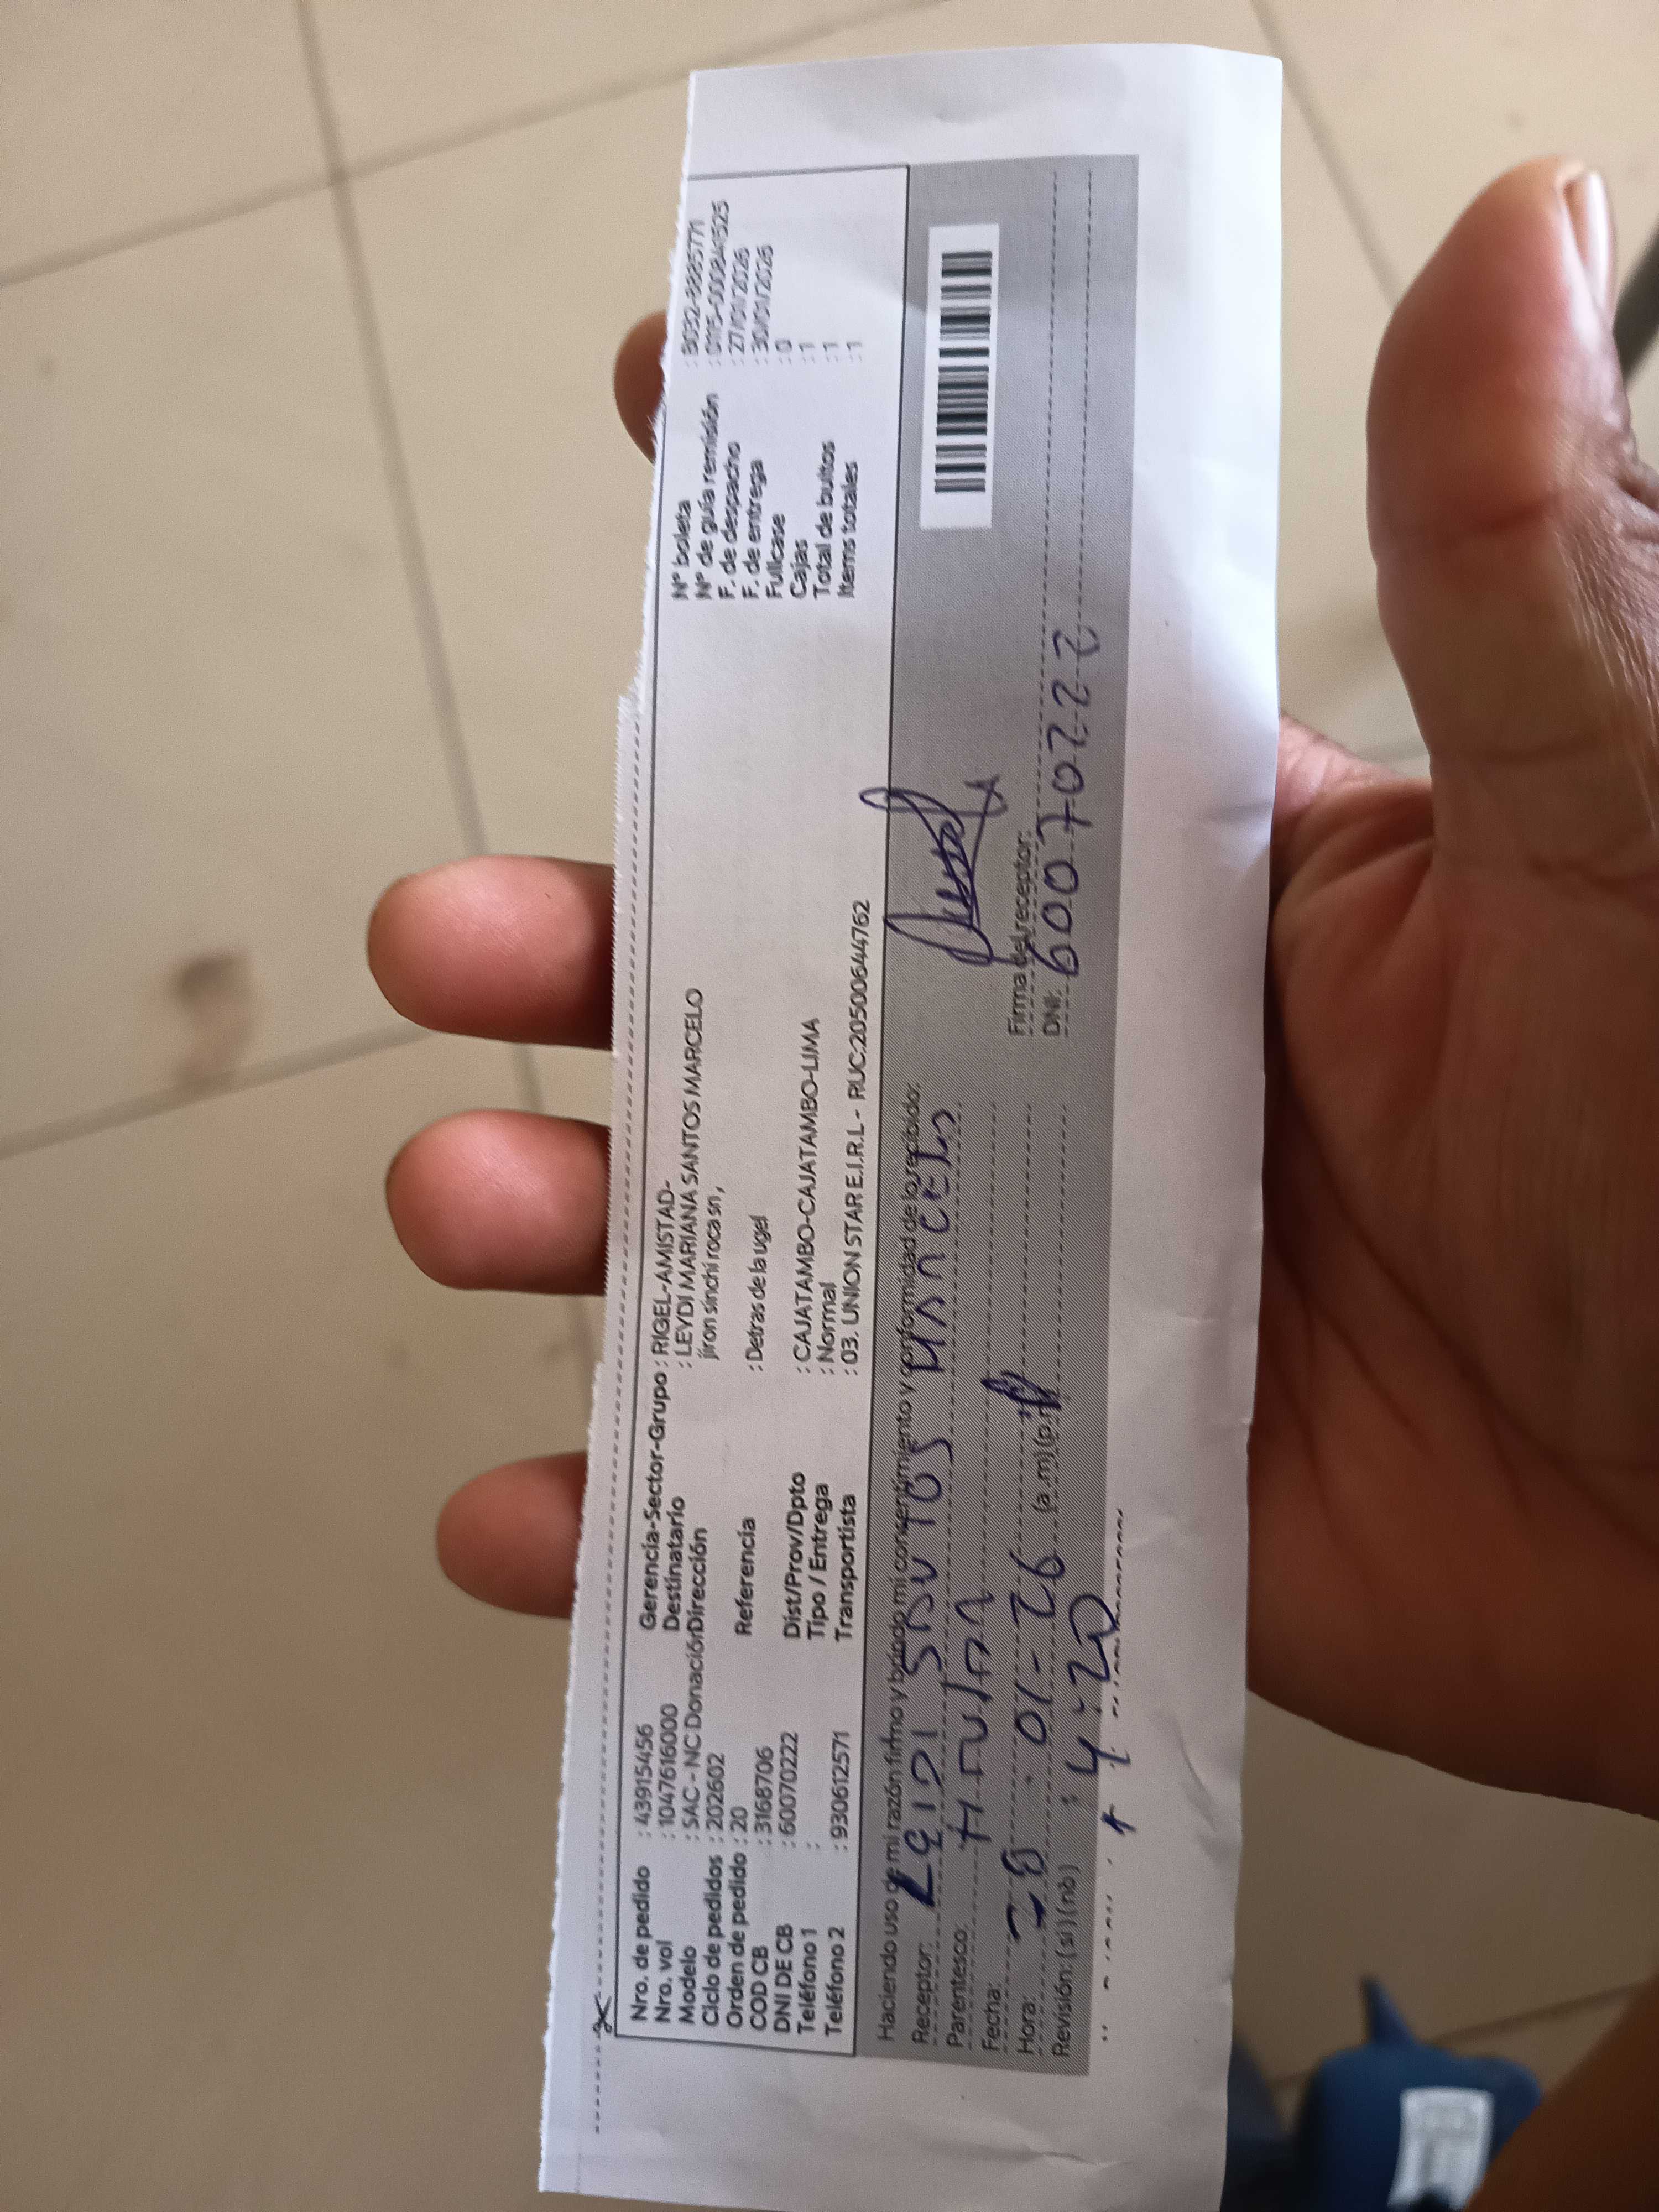 Nro. de pedido : 43915456
Nro. vol : 1047616000
Modelo : SAC - NC Donación
Ciclo de pedidos : 202602
Orden de pedido : 20
COD CB : 3168706
DNI DE CB : 60070222
Teléfono 1 :
Teléfono 2 : 930612571
Gerencia-Sector-Grupo : RIGEL-AMISTAD-
Destinatario : LEYDI MARIANA SANTOS MARCELO
Dirección jiron sinchi roca sn ,
Referencia : Detras de la ugel
Dist/Prov/Dpto : CAJATAMBO-CAJATAMBO-LIMA
Tipo / Entrega : Normal
Transportista : 03. UNION STAR E.I.R.L - RUC:20500644762
N° boleta
N° de guía remisión
F. de despacho : 27/01/2026
F. de entrega : 30/01/2026
Fullcase : 0
Cajas : 1
Total de bultos : 1
Items totales : 1
Haciendo uso de mi razón firmo y brindo mi consentimiento y conformidad de lo recibido:
Receptor: Leidi SANTOS MARCELO
Parentesco: TITULAR
Fecha: 28 - 01 - 26
Hora: : 4:20 (a.m)(p.m)
Revisión: (si) (no)
Firma del receptor:
DNI: 60070222